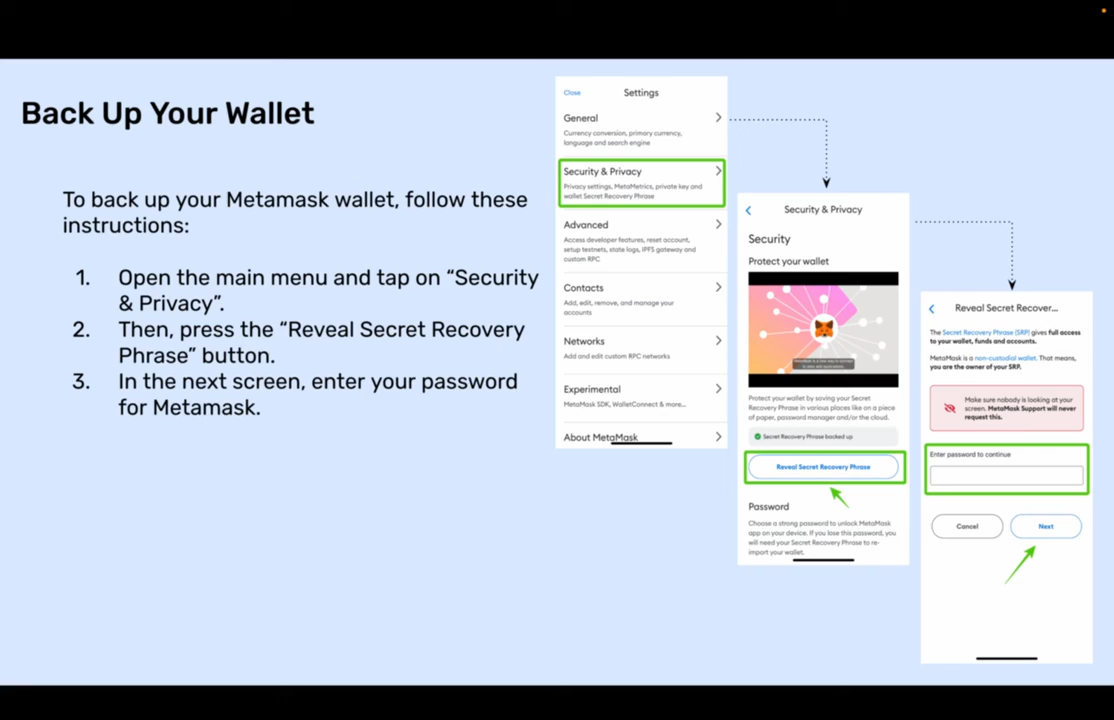 Back Up Your Wallet
To back up your Metamask wallet, follow these
instructions:
1. Open the main menu and tap on “Security
& Privacy”.
2. Then, press the “Reveal Secret Recovery
Phrase” button.
3. In the next screen, enter your password
for Metamask.
Close Settings
General
Currency conversion, primary currency,
language and search engine
Security & Privacy
Privacy settings, MetaMetrics, private key and
wallet Secret Recovery Phrase
Advanced
Access developer features, reset account,
setup testnets, state logs, IPFS gateway and
custom RPC
Contacts
Add, edit, remove, and manage your
accounts
Networks
Add and edit custom RPC networks
Experimental
MetaMask SDK, WalletConnect & more...
About MetaMask
Security & Privacy
Security
Protect your wallet
Protect your wallet by saving your Secret
Recovery Phrase in various places like on a piece
of paper, password manager and/or the cloud.
Secret Recovery Phrase backed up
Reveal Secret Recovery Phrase
Password
Choose a strong password to unlock MetaMask
app on your device. If you lose this password, you
will need your Secret Recovery Phrase to re-
import your wallet.
Reveal Secret Recover...
The Secret Recovery Phrase (SRP) gives full access
to your wallet, funds and accounts.
MetaMask is a non-custodial wallet. That means,
you are the owner of your SRP.
Make sure nobody is looking at your
screen. MetaMask Support will never
request this.
Enter password to continue
Cancel Next